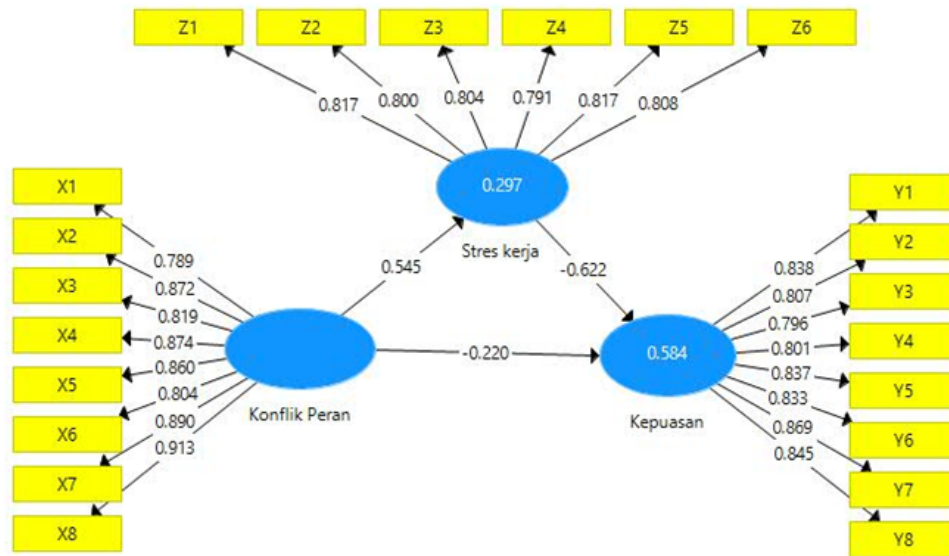 Z1 Z2 Z3 Z4 Z5 Z6
0.817 0.800 0.804 0.791 0.817 0.808
0.297
Stres kerja
X1
X2
X3
X4
X5
X6
X7
X8
0.789
0.872
0.819
0.874
0.860
0.804
0.890
0.913
Konflik Peran
0.545
-0.622
-0.220
0.584
Kepuasan
0.838
0.807
0.796
0.801
0.837
0.833
0.869
0.845
Y1
Y2
Y3
Y4
Y5
Y6
Y7
Y8